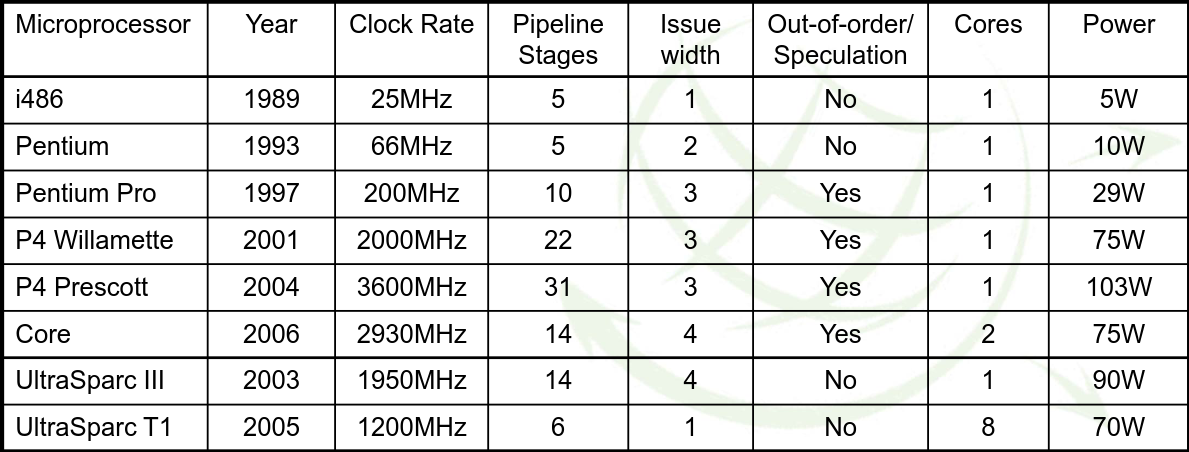 Microprocessor Year Clock Rate Pipeline Stages Issue width Out-of-order/ Speculation Cores Power
i486 1989 25MHz 5 1 No 1 5W
Pentium 1993 66MHz 5 2 No 1 10W
Pentium Pro 1997 200MHz 10 3 Yes 1 29W
P4 Willamette 2001 2000MHz 22 3 Yes 1 75W
P4 Prescott 2004 3600MHz 31 3 Yes 1 103W
Core 2006 2930MHz 14 4 Yes 2 75W
UltraSparc III 2003 1950MHz 14 4 No 1 90W
UltraSparc T1 2005 1200MHz 6 1 No 8 70W